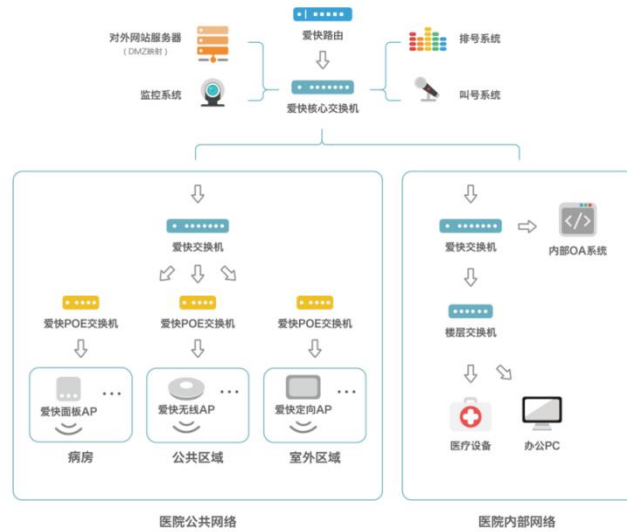 爱快路由
对外网站服务器
（DMZ映射）
排号系统
监控系统
爱快核心交换机
叫号系统
爱快交换机
爱快交换机
内部OA系统
爱快POE交换机
爱快POE交换机
爱快POE交换机
楼层交换机
爱快面板AP
爱快无线AP
爱快定向AP
医疗设备
办公PC
病房
公共区域
室外区域
医院公共网络
医院内部网络